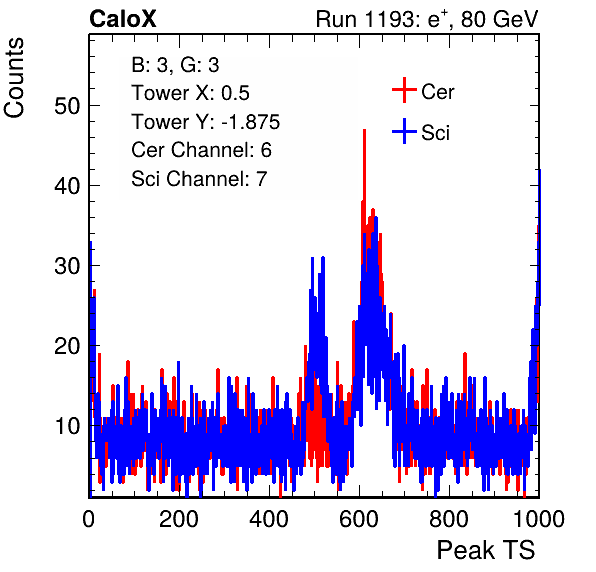 CaloX
Run 1193: e+, 80 GeV
Counts
B: 3, G: 3
Tower X: 0.5
Tower Y: -1.875
Cer Channel: 6
Sci Channel: 7
Cer
Sci
50
40
30
20
10
0
200
400
600
800
1000
Peak TS